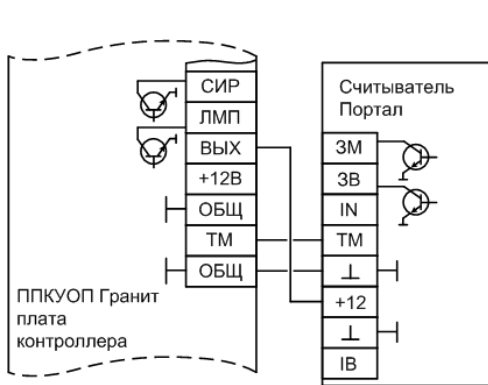 СИР
ЛМП
ВЫХ
+12В
ОБЩ
ТМ
ОБЩ
ППКУОП Гранит
плата
контроллера
Считыватель
Портал
ЗМ
ЗВ
IN
ТМ
⊥
+12
⊥
IB